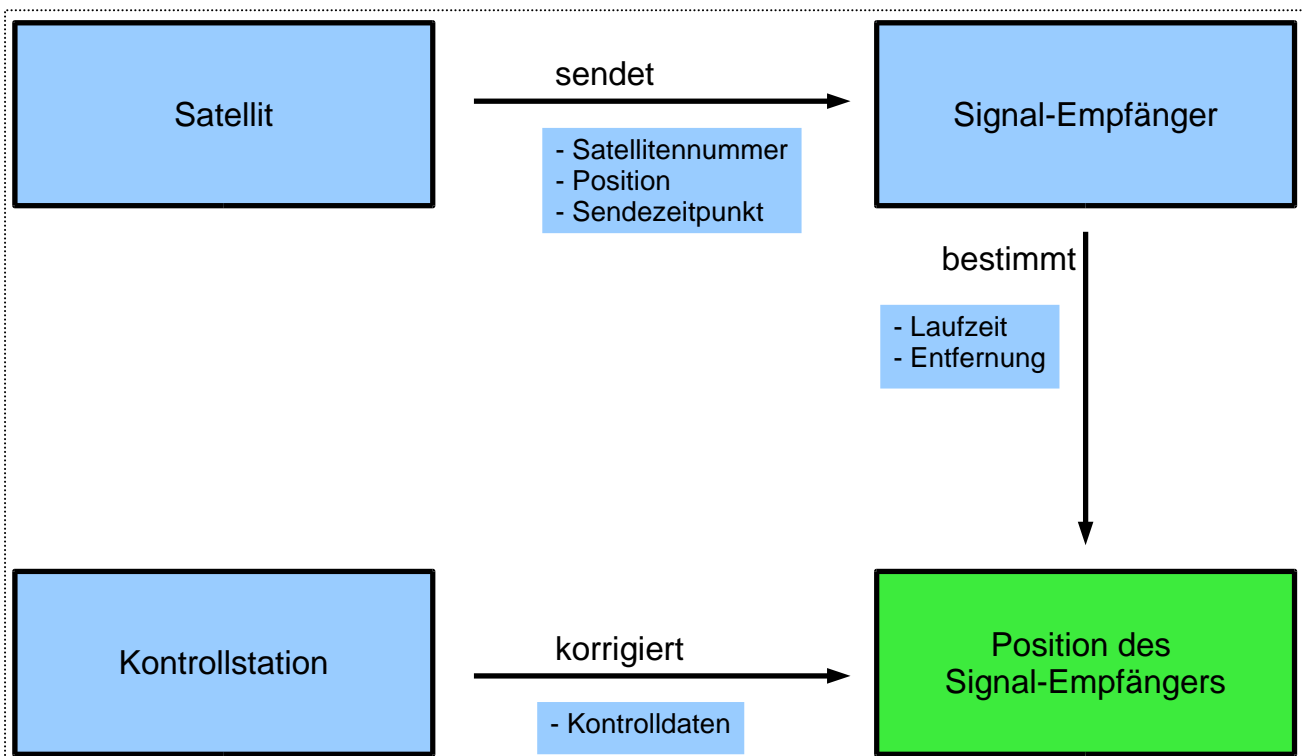 Satellit
sendet
- Satellitennummer
- Position
- Sendezeitpunkt
Signal-Empfänger
bestimmt
- Laufzeit
- Entfernung
Kontrollstation
korrigiert
- Kontrolldaten
Position des
Signal-Empfängers